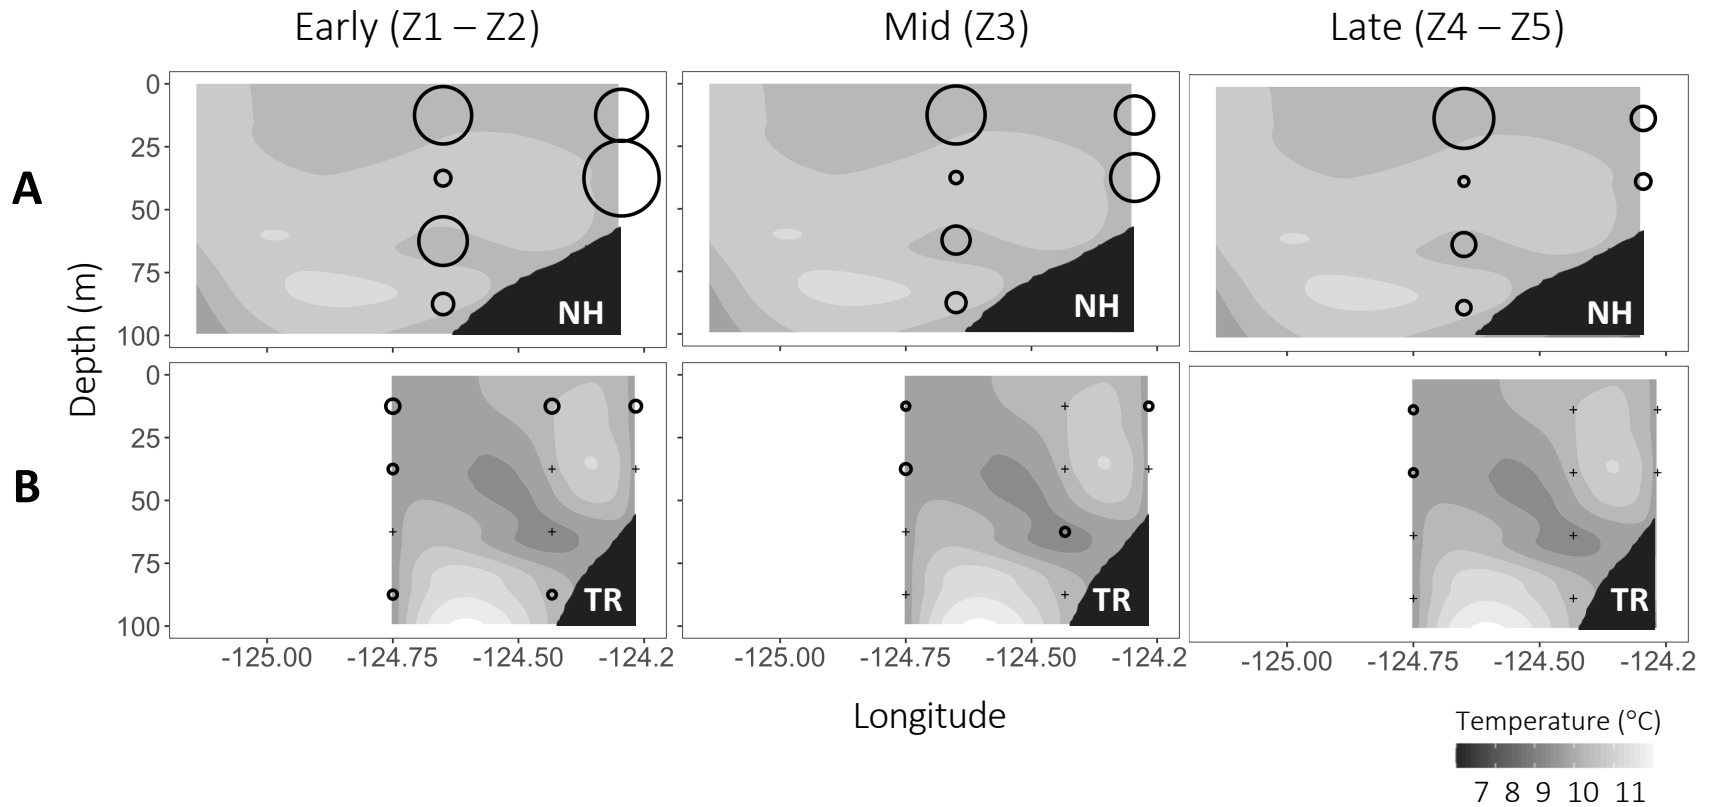 Early (Z1 – Z2) Mid (Z3) Late (Z4 – Z5)
A
0
25
50
75
100
NH NH NH
Depth (m)
B
0
25
50
75
100
TR TR TR
-125.00 -124.75 -124.50 -124.2 -125.00 -124.75 -124.50 -124.2 -125.00 -124.75 -124.50 -124.2
Longitude
Temperature (°C)
7 8 9 10 11